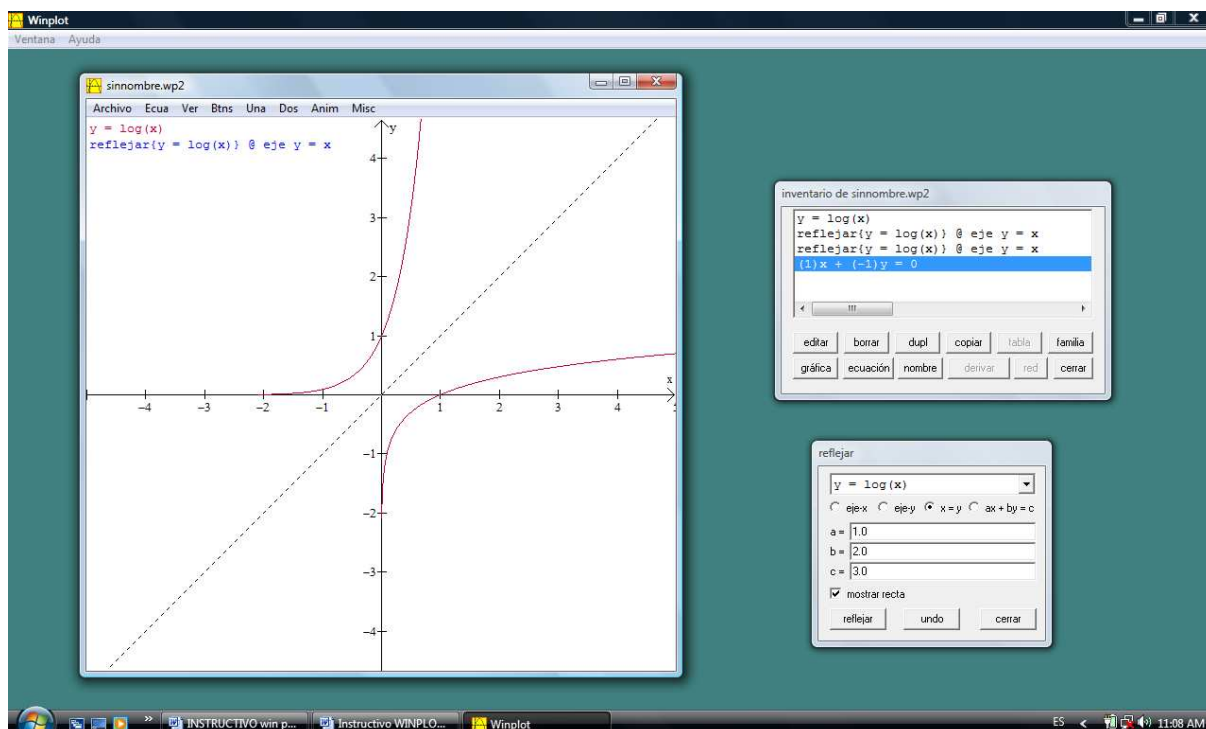 Winplot
Ventana Ayuda
sinnombre.wp2
Archivo Ecua Ver Btns Una Dos Anim Misc
y = log(x)
reflejar{y = log(x)} @ eje y = x
y
4
3
2
1
x
−4 −3 −2 −1 1 2 3 4 5
−1
−2
−3
−4
inventario de sinnombre.wp2
y = log(x)
reflejar{y = log(x)} @ eje y = x
reflejar{y = log(x)} @ eje y = x
(1)x + (-1)y = 0
editar borrar dupl copiar tabla familia
gráfica ecuación nombre derivar red cerrar
reflejar
y = log(x)
eje-x eje-y x = y ax + by = c
a = 1.0
b = 2.0
c = 3.0
mostrar recta
reflejar undo cerrar
INSTRUCTIVO win p... Instructivo WINPLO... Winplot ES 11:08 AM